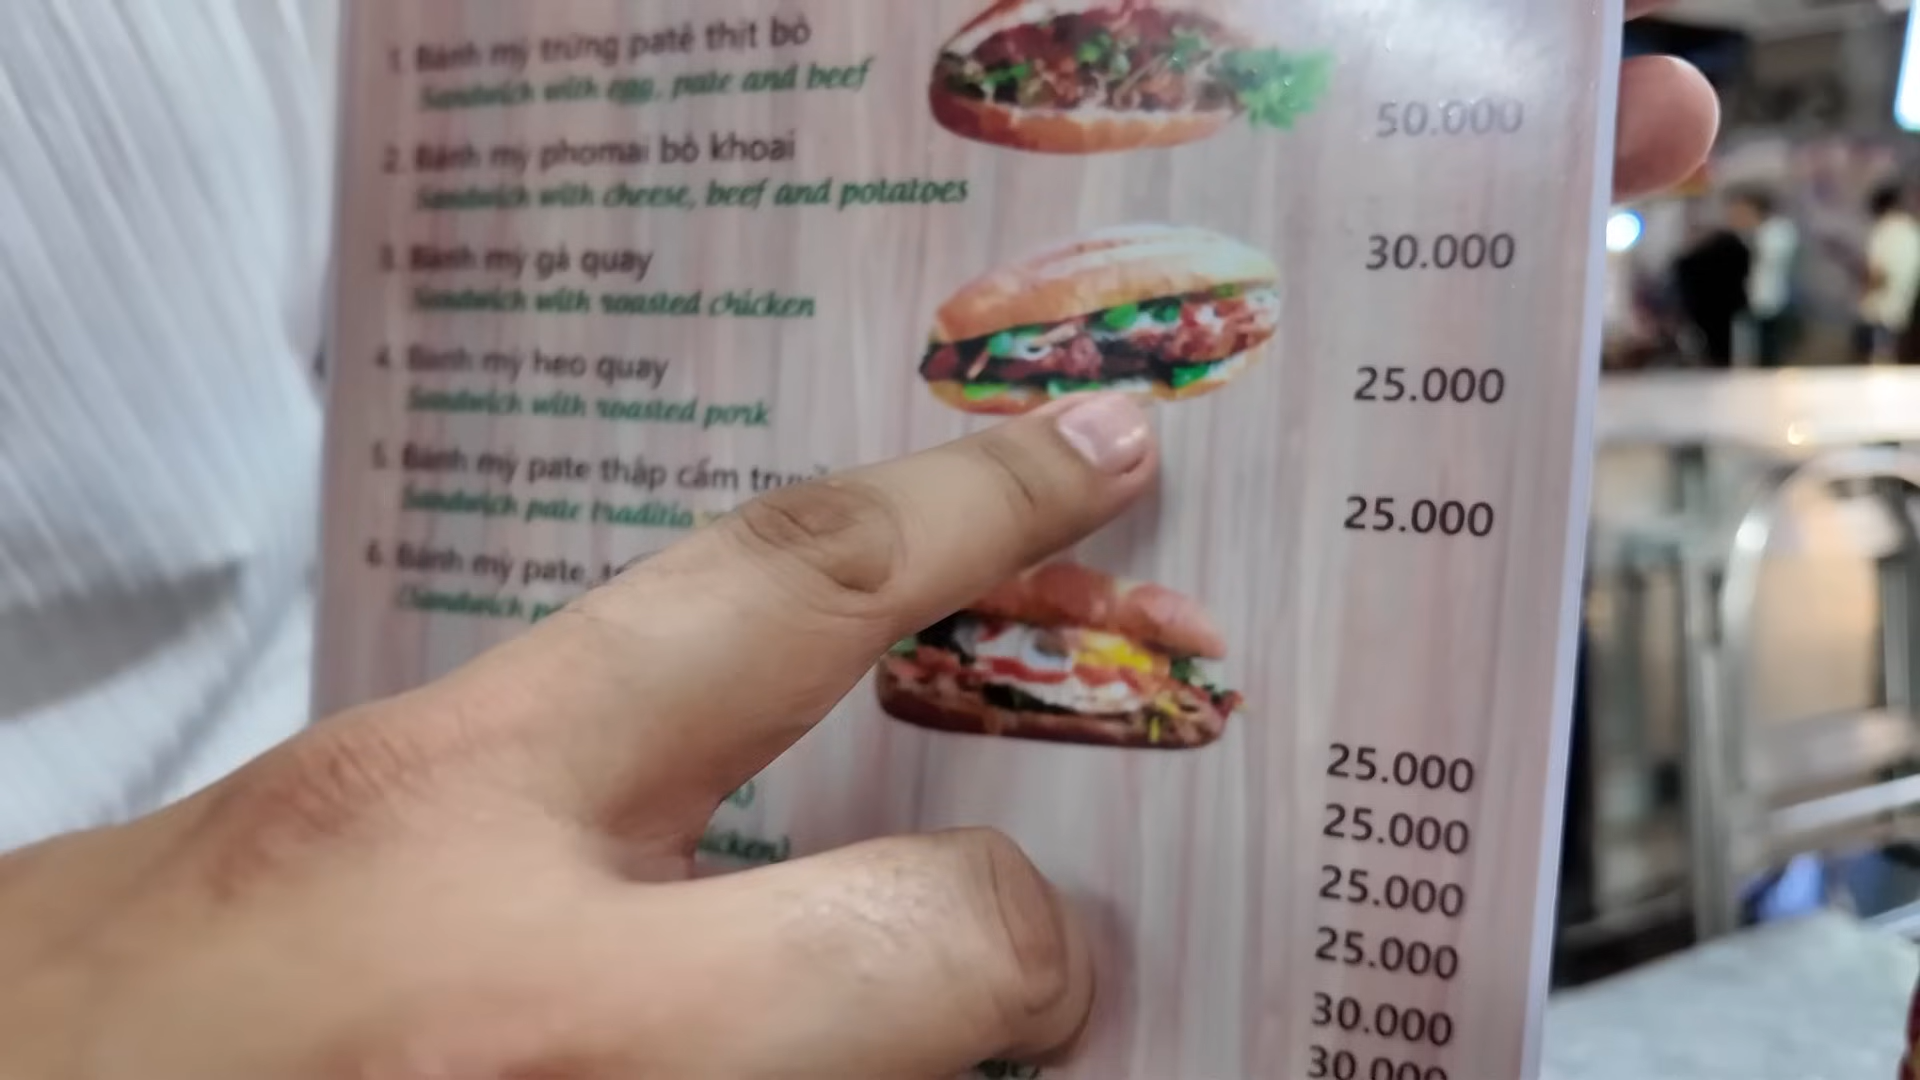 1. Bánh mỳ trứng patê thịt bò
Sandwich with egg, pate and beef
50.000
2. Bánh mỳ phomai bò khoai
Sandwich with cheese, beef and potatoes
30.000
3. Bánh mỳ gà quay
Sandwich with roasted chicken
25.000
4. Bánh mỳ heo quay
Sandwich with roasted pork
25.000
5. Bánh mỳ pate thập cẩm
Sandwich pate
6. Bánh mỳ pate,
(Sandwich
25.000
25.000
25.000
25.000
30.000
30.000